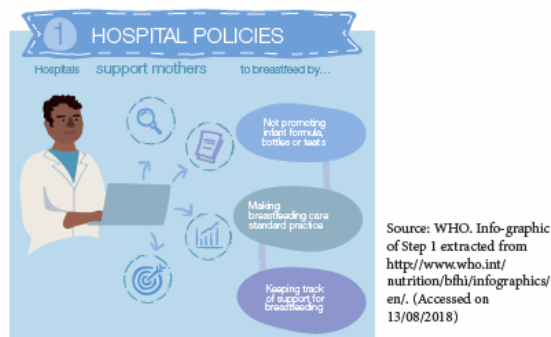 1 HOSPITAL POLICIES
Hospitals support mothers to breastfeed by...
Not promoting
infant formula,
bottles or teats
Making
breastfeeding care
standard practice
Keeping track
of support for
breastfeeding
Source: WHO. Info-graphic
of Step 1 extracted from
http://www.who.int/
nutrition/bfhi/infographics/
en/. (Accessed on
13/08/2018)